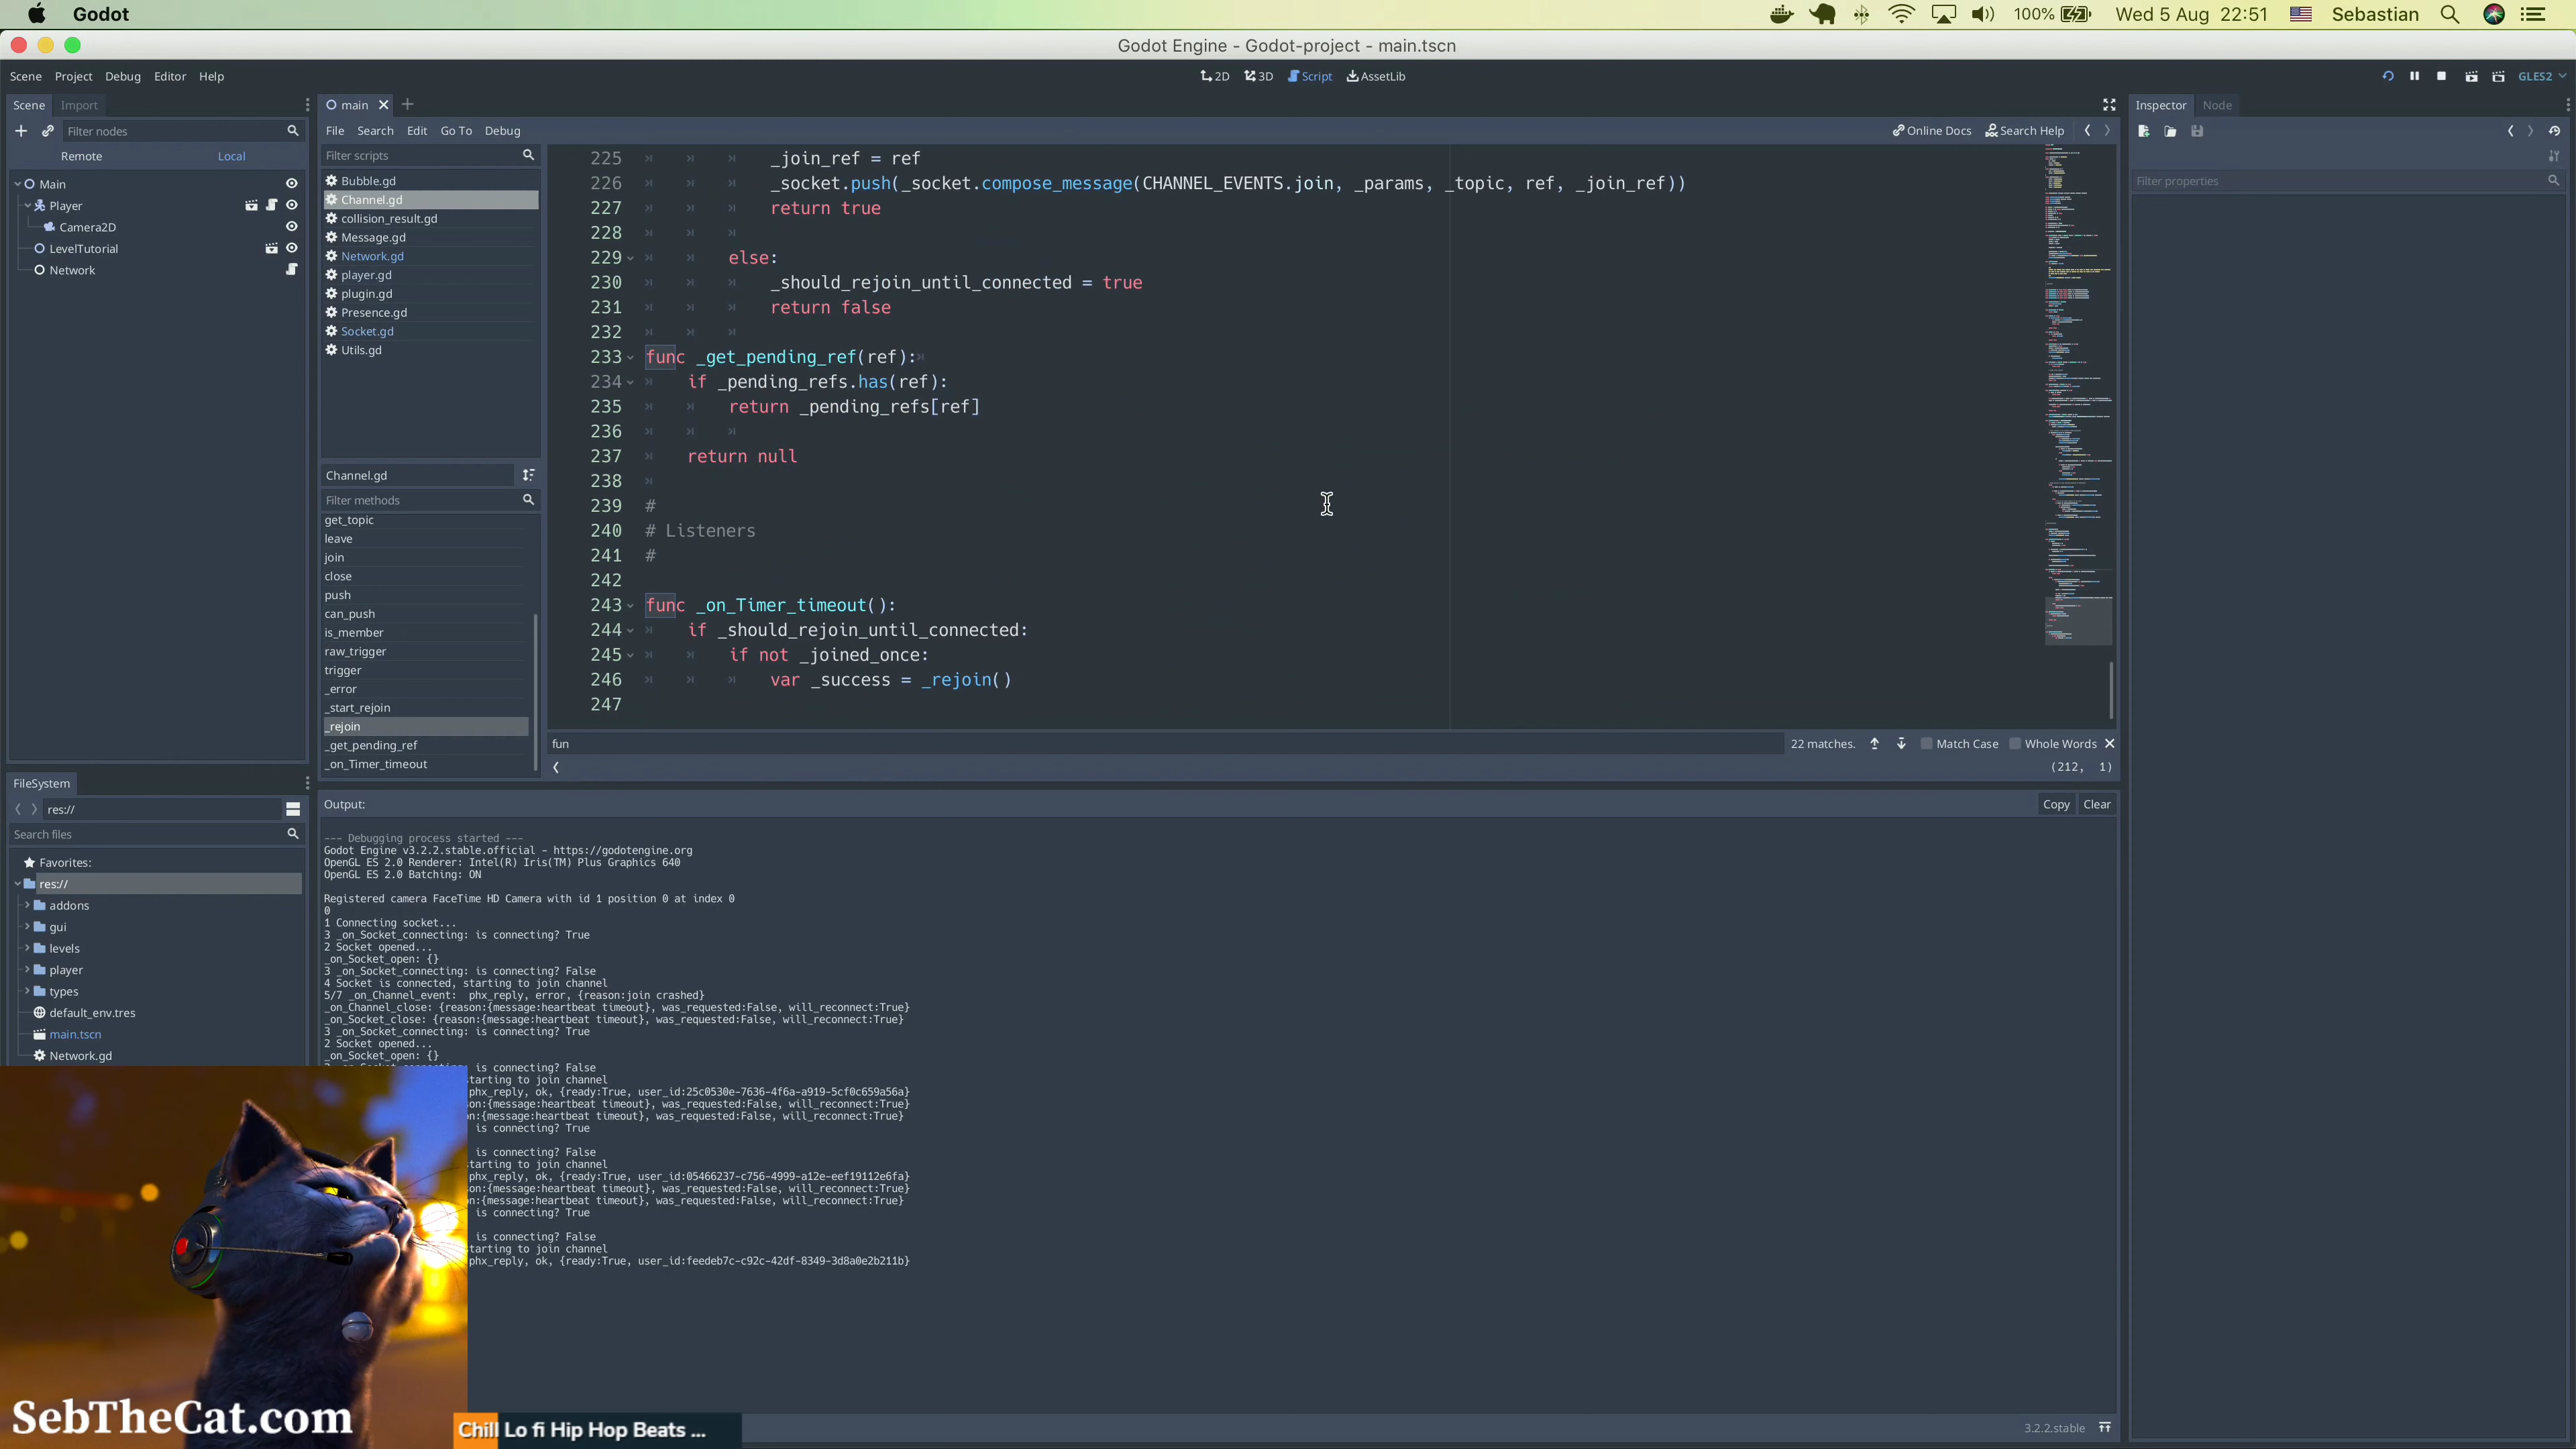 Godot
100%
Wed 5 Aug 22:51
Sebastian
Godot Engine - Godot-project - main.tscn
Scene Project Debug Editor Help
2D 3D Script AssetLib
GLES2
Scene Import
main
Inspector Node
Filter nodes
File Search Edit Go To Debug
Online Docs Search Help
Remote Local
Filter scripts
Filter properties
Main
Player
Camera2D
LevelTutorial
Network
Bubble.gd
Channel.gd
collision_result.gd
Message.gd
Network.gd
player.gd
plugin.gd
Presence.gd
Socket.gd
Utils.gd
Channel.gd
Filter methods
get_topic
leave
join
close
push
can_push
is_member
raw_trigger
trigger
_error
_start_rejoin
_rejoin
_get_pending_ref
_on_Timer_timeout
225 _join_ref = ref
226 _socket.push(_socket.compose_message(CHANNEL_EVENTS.join, _params, _topic, ref, _join_ref))
227 return true
228
229 else:
230 _should_rejoin_until_connected = true
231 return false
232
233 func _get_pending_ref(ref):
234 if _pending_refs.has(ref):
235 return _pending_refs[ref]
236
237 return null
238
239 #
240 # Listeners
241 #
242
243 func _on_Timer_timeout():
244 if _should_rejoin_until_connected:
245 if not _joined_once:
246 var _success = _rejoin()
247
fun
22 matches. Match Case Whole Words
(212, 1)
FileSystem
res://
Search files
Favorites:
res://
addons
gui
levels
player
types
default_env.tres
main.tscn
Network.gd
Output:
Copy Clear
--- Debugging process started ---
Godot Engine v3.2.2.stable.official - https://godotengine.org
OpenGL ES 2.0 Renderer: Intel(R) Iris(TM) Plus Graphics 640
OpenGL ES 2.0 Batching: ON
Registered camera FaceTime HD Camera with id 1 position 0 at index 0
0
1 Connecting socket...
3 _on_Socket_connecting: is connecting? True
2 Socket opened...
_on_Socket_open: {}
3 _on_Socket_connecting: is connecting? False
4 Socket is connected, starting to join channel
5/7 _on_Channel_event: phx_reply, error, {reason:join crashed}
_on_Channel_close: {reason:{message:heartbeat timeout}, was_requested:False, will_reconnect:True}
_on_Socket_close: {reason:{message:heartbeat timeout}, was_requested:False, will_reconnect:True}
3 _on_Socket_connecting: is connecting? True
2 Socket opened...
_on_Socket_open: {}
is connecting? False
starting to join channel
phx_reply, ok, {ready:True, user_id:25c0530e-7636-4f6a-a919-5cf0c659a56a}
on:{message:heartbeat timeout}, was_requested:False, will_reconnect:True}
on:{message:heartbeat timeout}, was_requested:False, will_reconnect:True}
is connecting? True
is connecting? False
starting to join channel
phx_reply, ok, {ready:True, user_id:05466237-c756-4999-a12e-eef19112e6fa}
on:{message:heartbeat timeout}, was_requested:False, will_reconnect:True}
on:{message:heartbeat timeout}, was_requested:False, will_reconnect:True}
is connecting? True
is connecting? False
starting to join channel
phx_reply, ok, {ready:True, user_id:feedeb7c-c92c-42df-8349-3d8a0e2b211b}
SebTheCat.com
Chill Lo fi Hip Hop Beats ...
3.2.2.stable